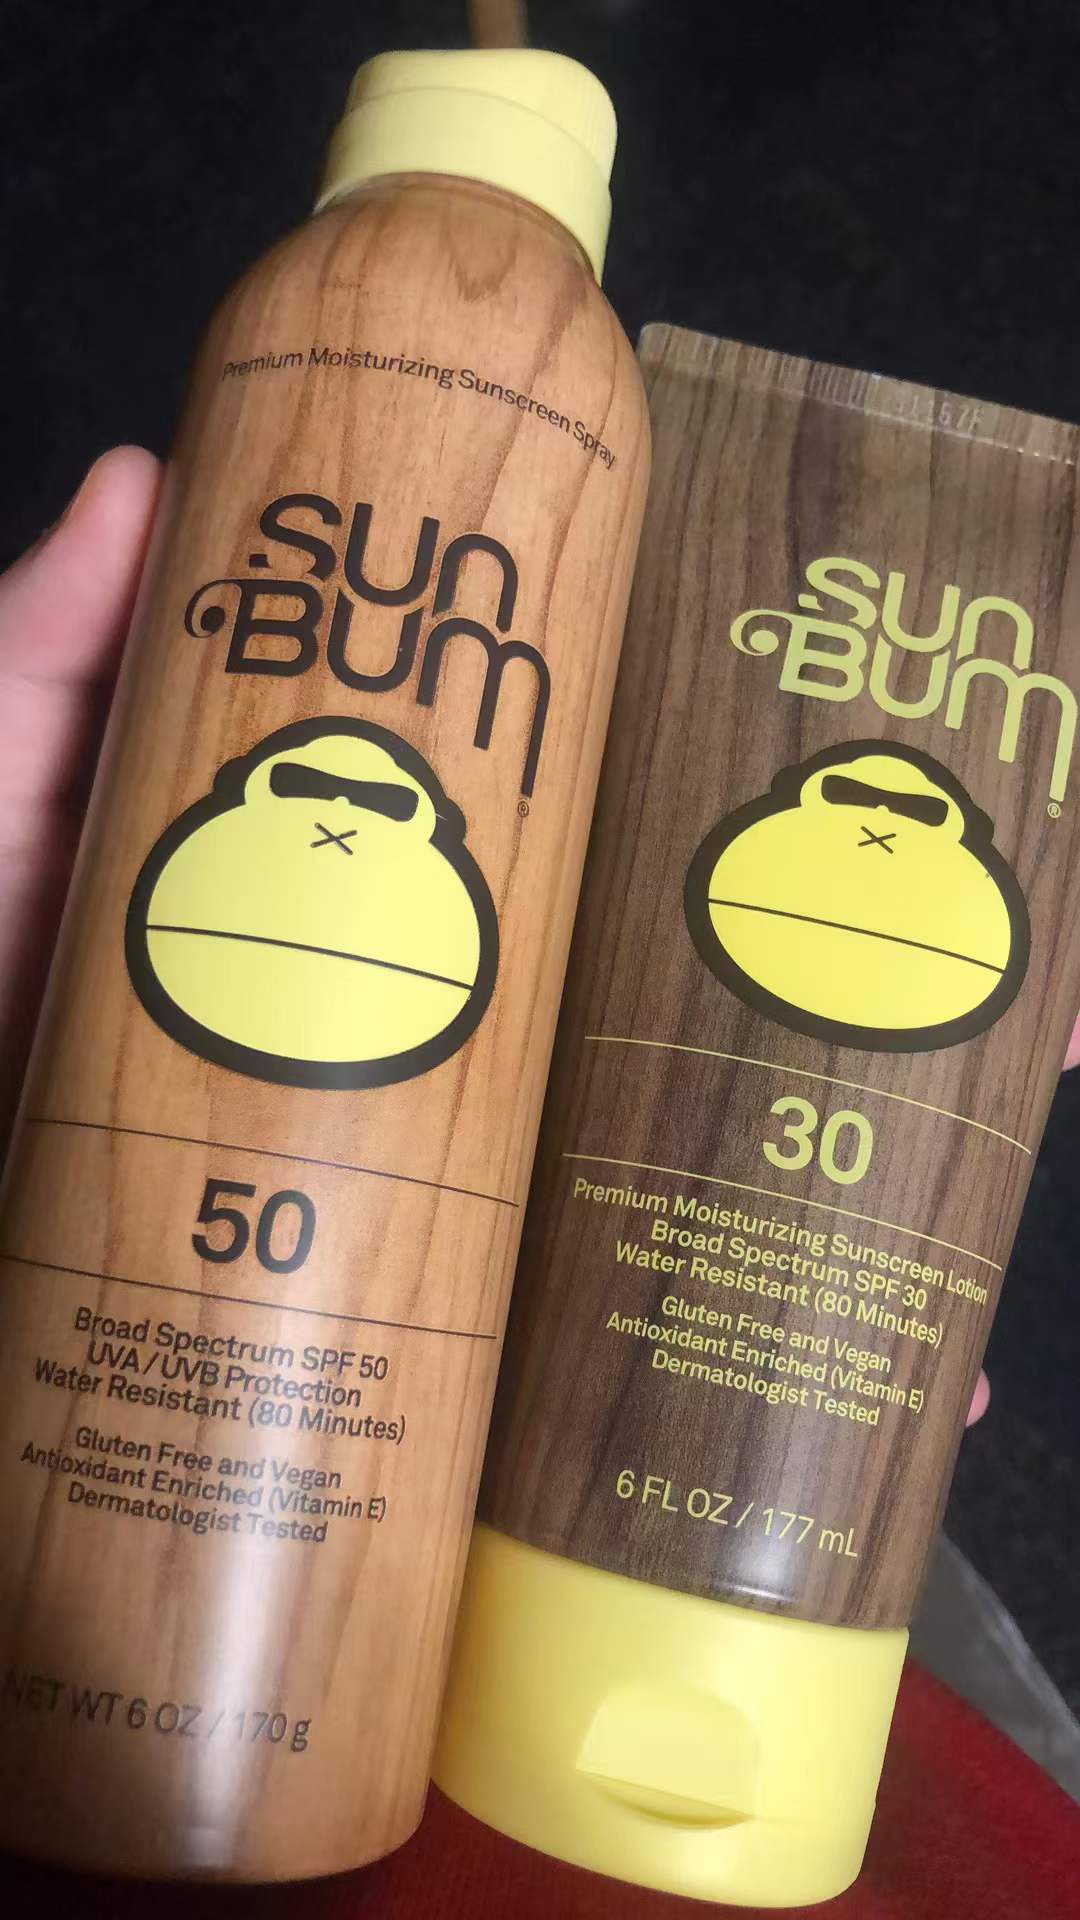 Premium Moisturizing Sunscreen Spray
sun
BUM
®
50
Broad Spectrum SPF 50
UVA/UVB Protection
Water Resistant (80 Minutes)
Gluten Free and Vegan
Antioxidant Enriched (Vitamin E)
Dermatologist Tested
NET WT 6 OZ / 170 g
sun
BUM
®
30
Premium Moisturizing Sunscreen Lotion
Broad Spectrum SPF 30
Water Resistant (80 Minutes)
Gluten Free and Vegan
Antioxidant Enriched (Vitamin E)
Dermatologist Tested
6 FL OZ / 177 mL